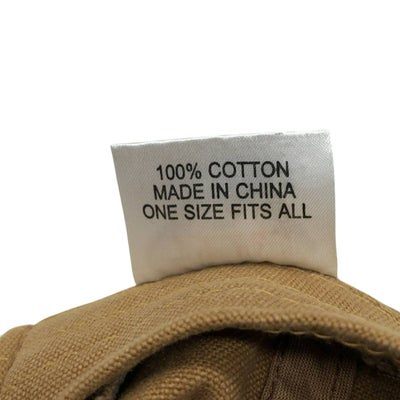 100% COTTON
MADE IN CHINA
ONE SIZE FITS ALL